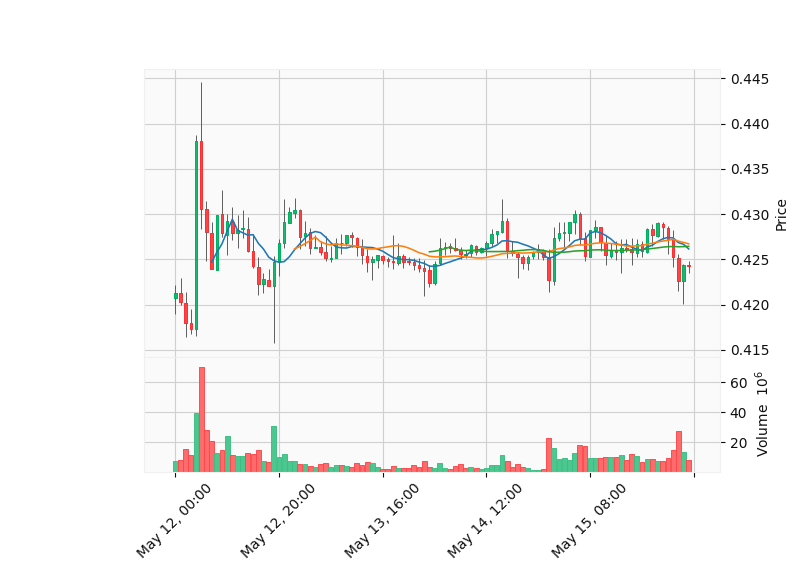 0.445
0.440
0.435
0.430
0.425
0.420
0.415
Price
60
40
20
Volume 10⁶
May 12, 00:00
May 12, 20:00
May 13, 16:00
May 14, 12:00
May 15, 08:00